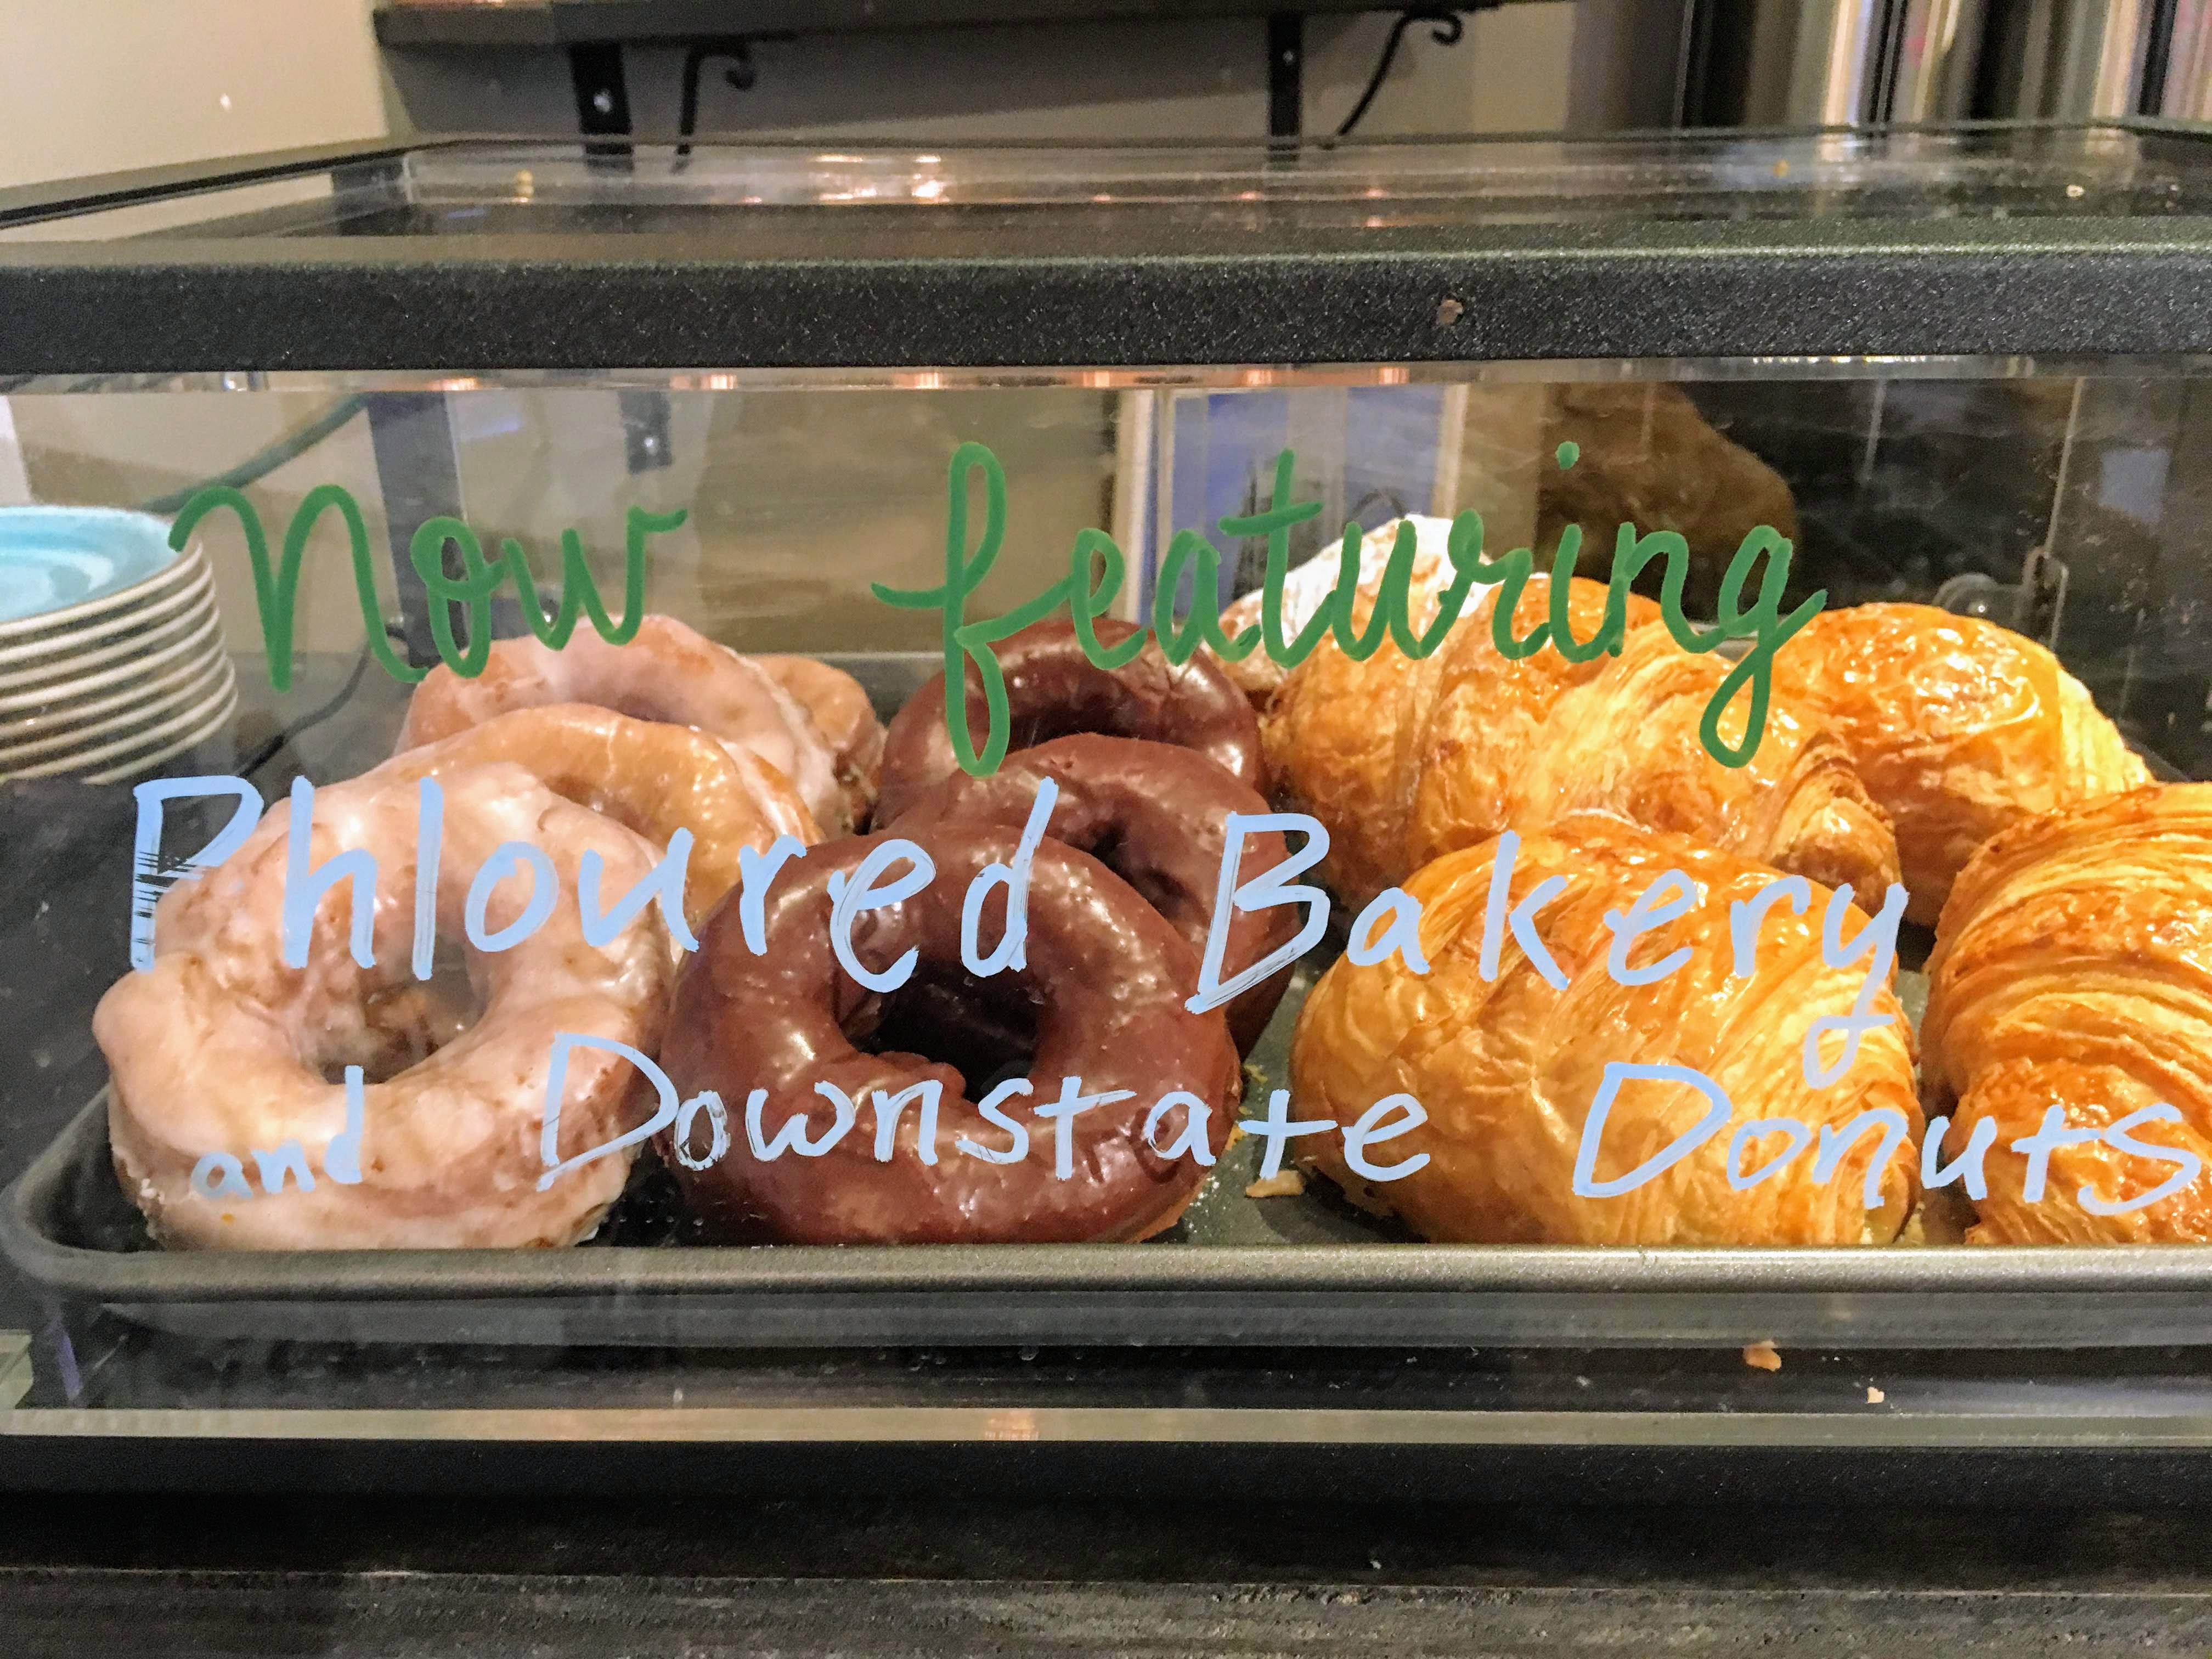 Now featuring
Phloured Bakery
and Downstate Donuts